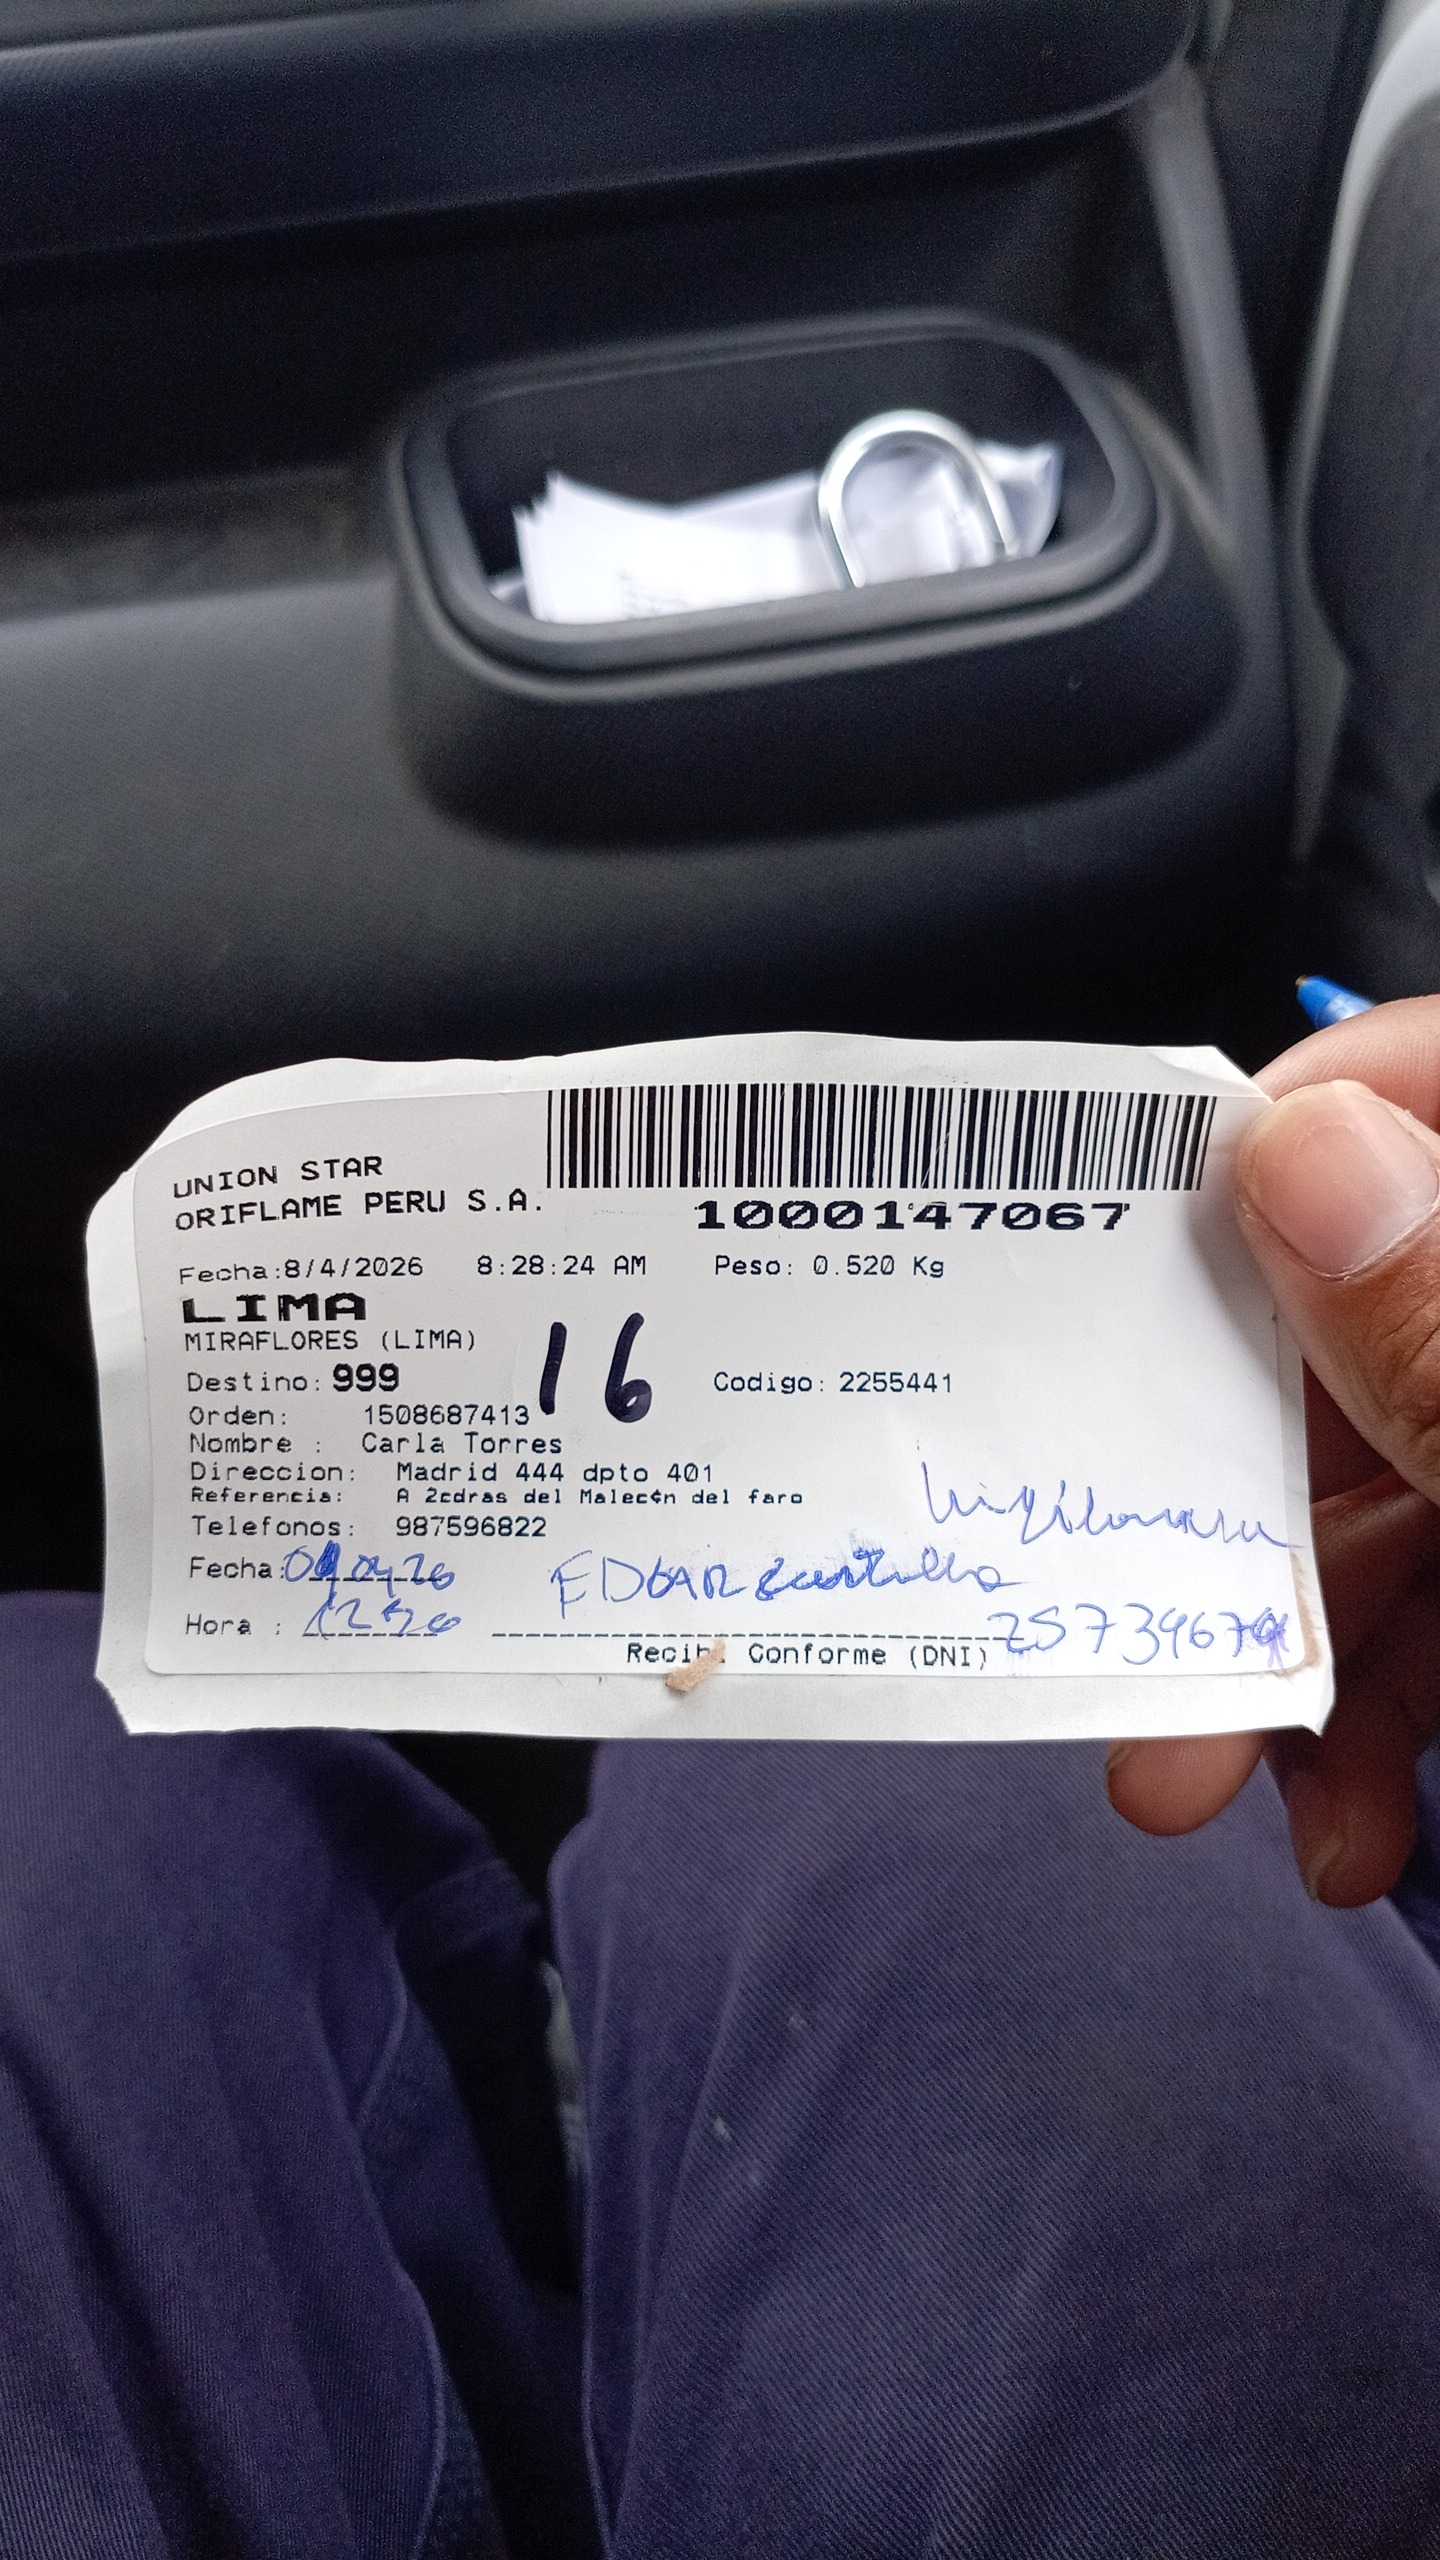 UNION STAR
ORIFLAME PERU S.A.
1000147067
Fecha:8/4/2026 8:28:24 AM Peso: 0.520 Kg
LIMA
MIRAFLORES (LIMA)
16
Destino: 999 Codigo: 2255441
Orden: 1508687413
Nombre : Carla Torres
Direccion: Madrid 444 dpto 401
Referencia: A 2cdras del Malec¢n del faro
Telefonos: 987596822
Fecha:
EDGAR
Hora :
Conforme (DNI)